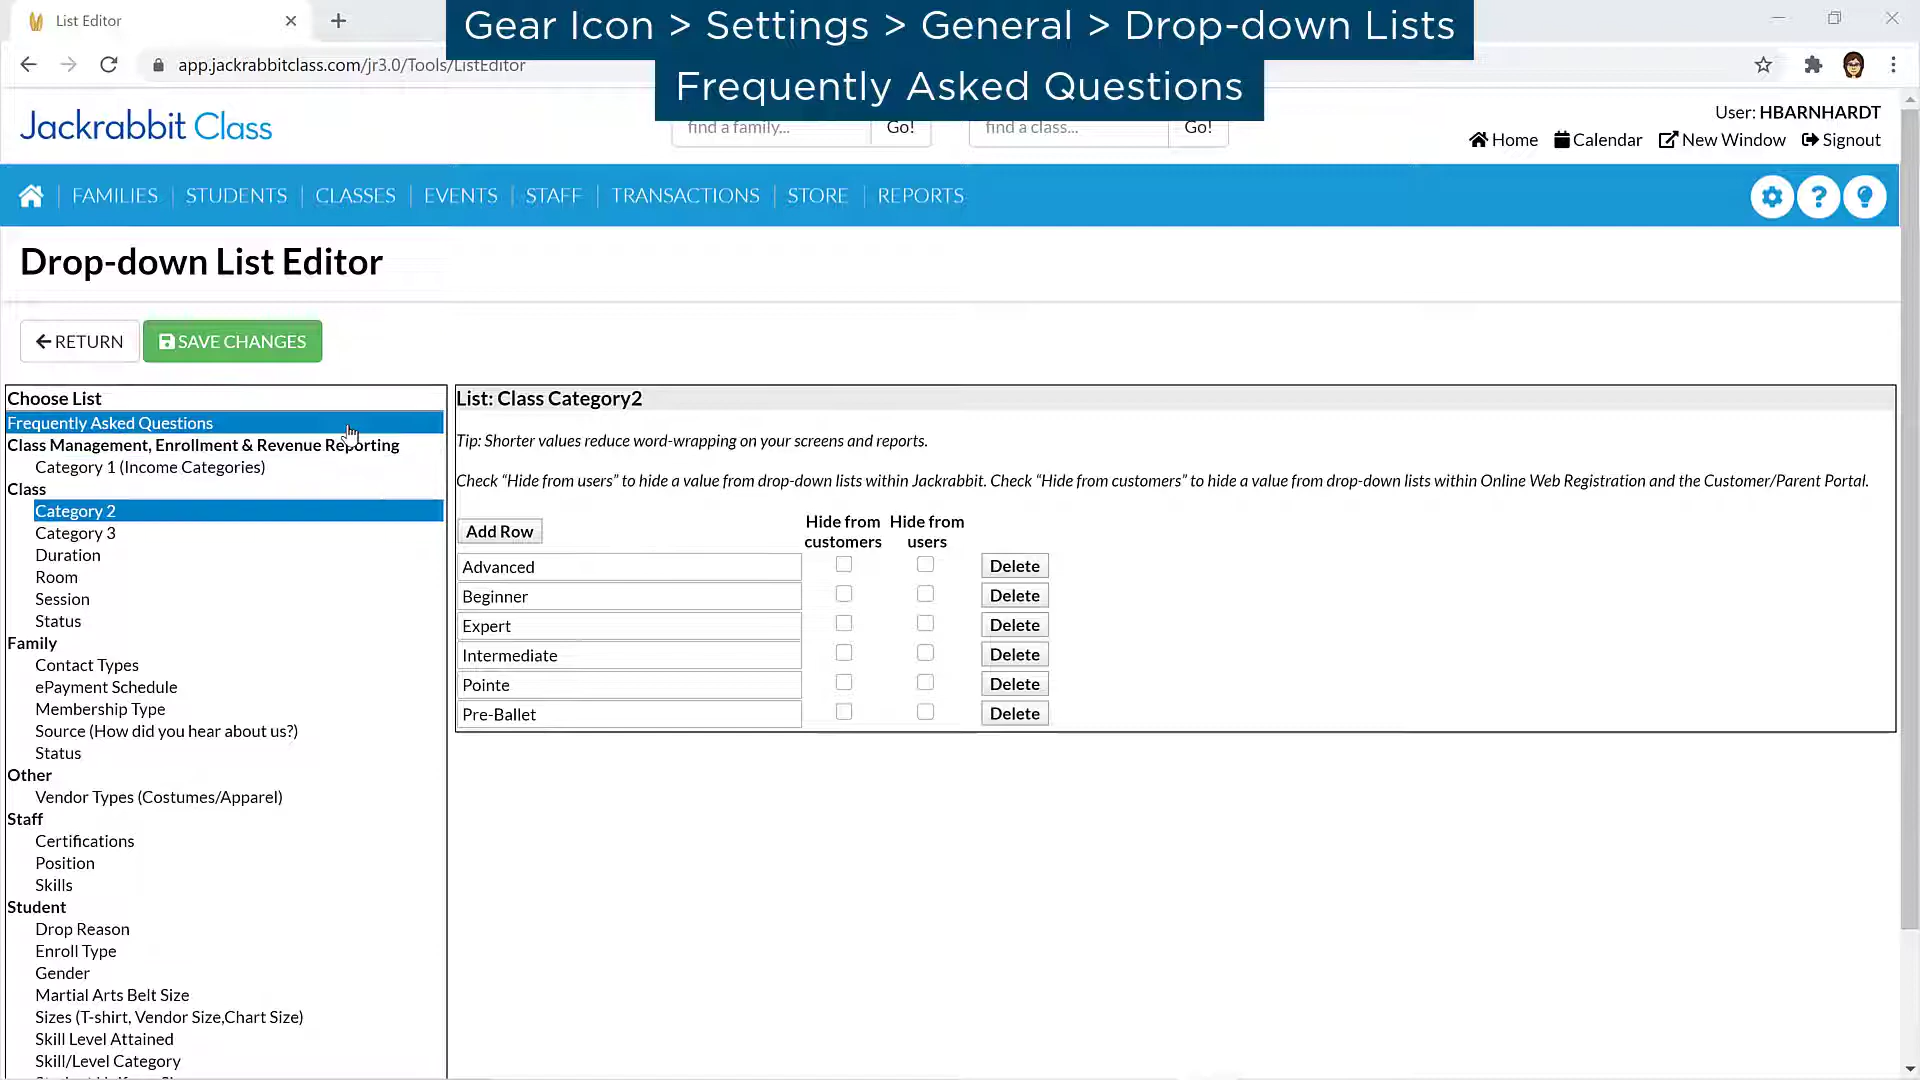 List Editor
Gear Icon > Settings > General > Drop-down Lists
app.jackrabbitclass.com/jr3.0/Tools/ListEditor
Frequently Asked Questions
Jackrabbit Class
find a family...
Go!
find a class...
Go!
User: HBARNHARDT
Home
Calendar
New Window
Signout
FAMILIES
STUDENTS
CLASSES
EVENTS
STAFF
TRANSACTIONS
STORE
REPORTS
?
Drop-down List Editor
RETURN
SAVE CHANGES
Choose List
Frequently Asked Questions
Class Management, Enrollment & Revenue Reporting
Category 1 (Income Categories)
Class
Category 2
Category 3
Duration
Room
Session
Status
Family
Contact Types
ePayment Schedule
Membership Type
Source (How did you hear about us?)
Status
Other
Vendor Types (Costumes/Apparel)
Staff
Certifications
Position
Skills
Student
Drop Reason
Enroll Type
Gender
Martial Arts Belt Size
Sizes (T-shirt, Vendor Size,Chart Size)
Skill Level Attained
Skill/Level Category
List: Class Category2
Tip: Shorter values reduce word-wrapping on your screens and reports.
Check “Hide from users” to hide a value from drop-down lists within Jackrabbit. Check “Hide from customers” to hide a value from drop-down lists within Online Web Registration and the Customer/Parent Portal.
Add Row
Hide from customers
Hide from users
Advanced
Delete
Beginner
Delete
Expert
Delete
Intermediate
Delete
Pointe
Delete
Pre-Ballet
Delete